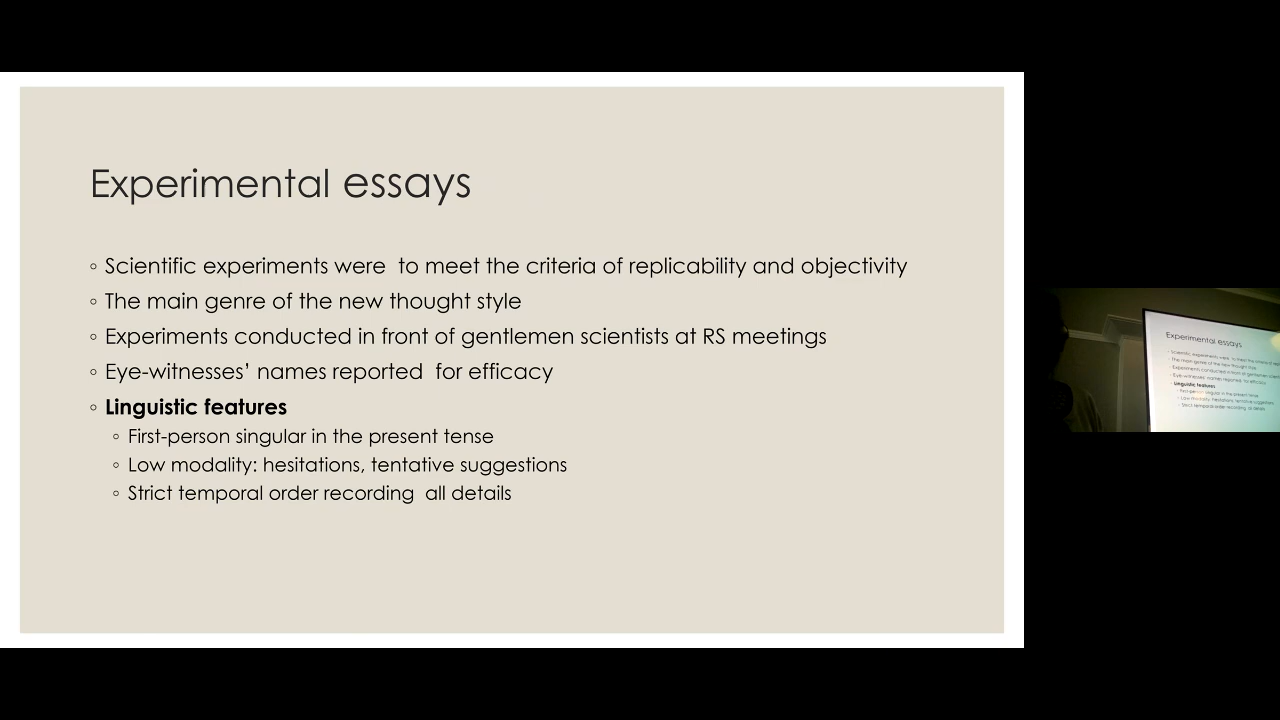 Experimental essays
◦ Scientific experiments were  to meet the criteria of replicability and objectivity
◦ The main genre of the new thought style
◦ Experiments conducted in front of gentlemen scientists at RS meetings
◦ Eye-witnesses’ names reported  for efficacy
◦ Linguistic features
◦ First-person singular in the present tense
◦ Low modality: hesitations, tentative suggestions
◦ Strict temporal order recording  all details
Experimental essays
Linguistic features